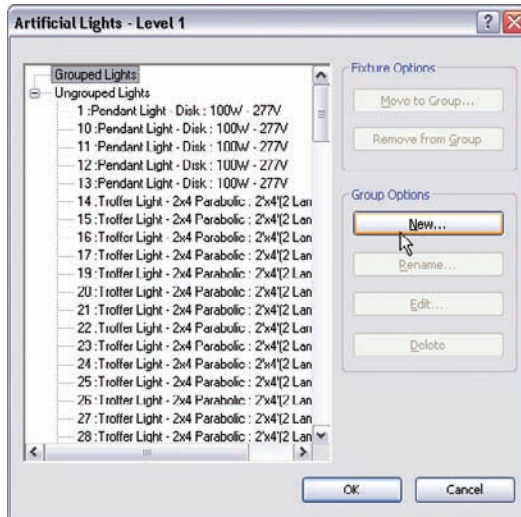 Artificial Lights - Level 1
Grouped Lights
Ungrouped Lights
1 :Pendant Light - Disk : 100W - 277V
10 :Pendant Light - Disk : 100W - 277V
11 :Pendant Light - Disk : 100W - 277V
12 :Pendant Light - Disk : 100W - 277V
13 :Pendant Light - Disk : 100W - 277V
14 :Troffer Light - 2x4 Parabolic : 2'x4'(2 Lan
15 :Troffer Light - 2x4 Parabolic : 2'x4'(2 Lan
16 :Troffer Light - 2x4 Parabolic : 2'x4'(2 Lan
17 :Troffer Light - 2x4 Parabolic : 2'x4'(2 Lan
19 :Troffer Light - 2x4 Parabolic : 2'x4'(2 Lan
20 :Troffer Light - 2x4 Parabolic : 2'x4'(2 Lan
21 :Troffer Light - 2x4 Parabolic : 2'x4'(2 Lan
22 :Troffer Light - 2x4 Parabolic : 2'x4'(2 Lan
23 :Troffer Light - 2x4 Parabolic : 2'x4'(2 Lan
24 :Troffer Light - 2x4 Parabolic : 2'x4'(2 Lan
25 :Troffer Light - 2x4 Parabolic : 2'x4'(2 Lan
26 :Troffer Light - 2x4 Parabolic : 2'x4'(2 Lan
27 :Troffer Light - 2x4 Parabolic : 2'x4'(2 Lan
28 :Troffer Light - 2x4 Parabolic : 2'x4'(2 Lan
Fixture Options
Move to Group...
Remove from Group
Group Options
New...
Rename...
Edit...
Delete
OK
Cancel